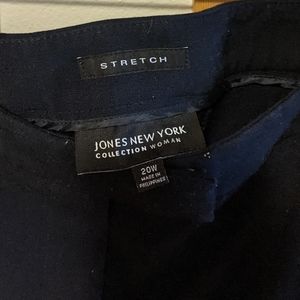 STRETCH
JONES NEW YORK
COLLECTION WOMAN
20W
MADE IN
PHILIPPINES